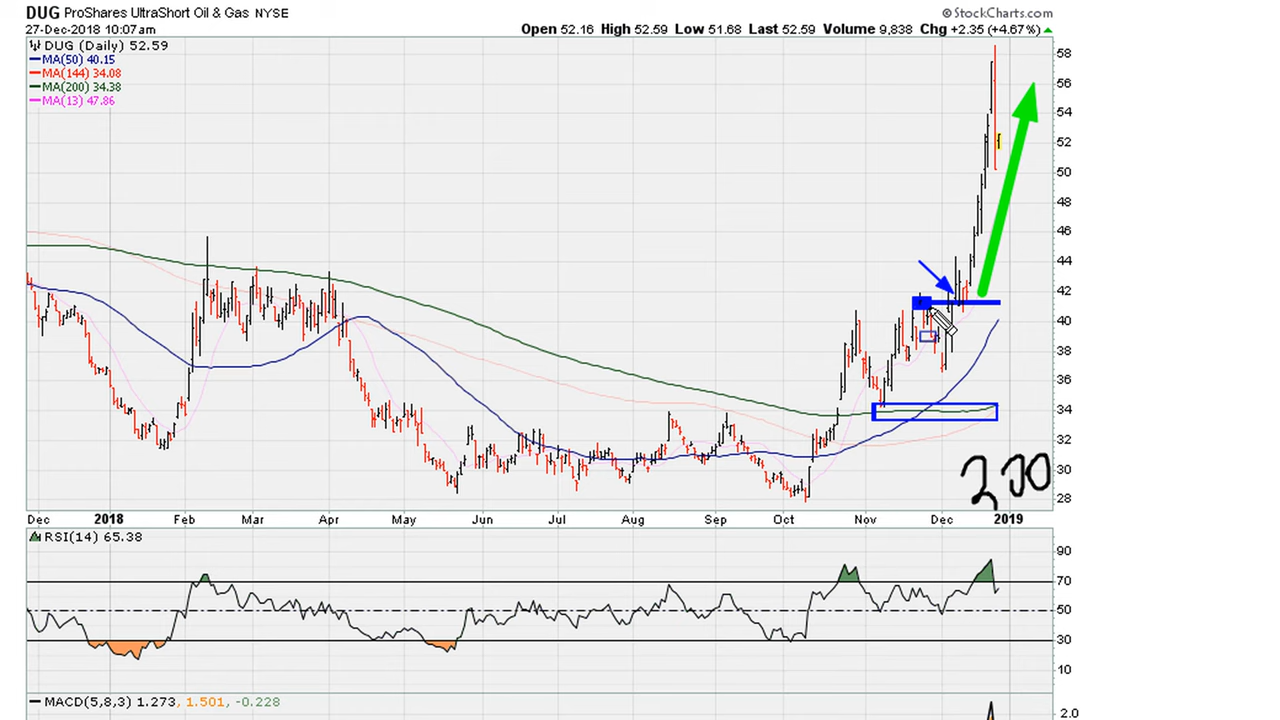 DUG ProShares UltraShort Oil & Gas NYSE
© StockCharts.com
27-Dec-2018 10:07am
Open 52.16 High 52.59 Low 51.68 Last 52.59 Volume 9,838 Chg +2.35 (+4.67%)
DUG (Daily) 52.59
MA(50) 40.15
MA(144) 34.08
MA(200) 34.38
MA(13) 47.86
58
56
54
52
50
48
46
44
42
40
38
36
34
32
30
28
200
Dec 2018 Feb Mar Apr May Jun Jul Aug Sep Oct Nov Dec 2019
RSI(14) 65.38
90
70
50
30
10
MACD(5,8,3) 1.273, 1.501, -0.228
2.0